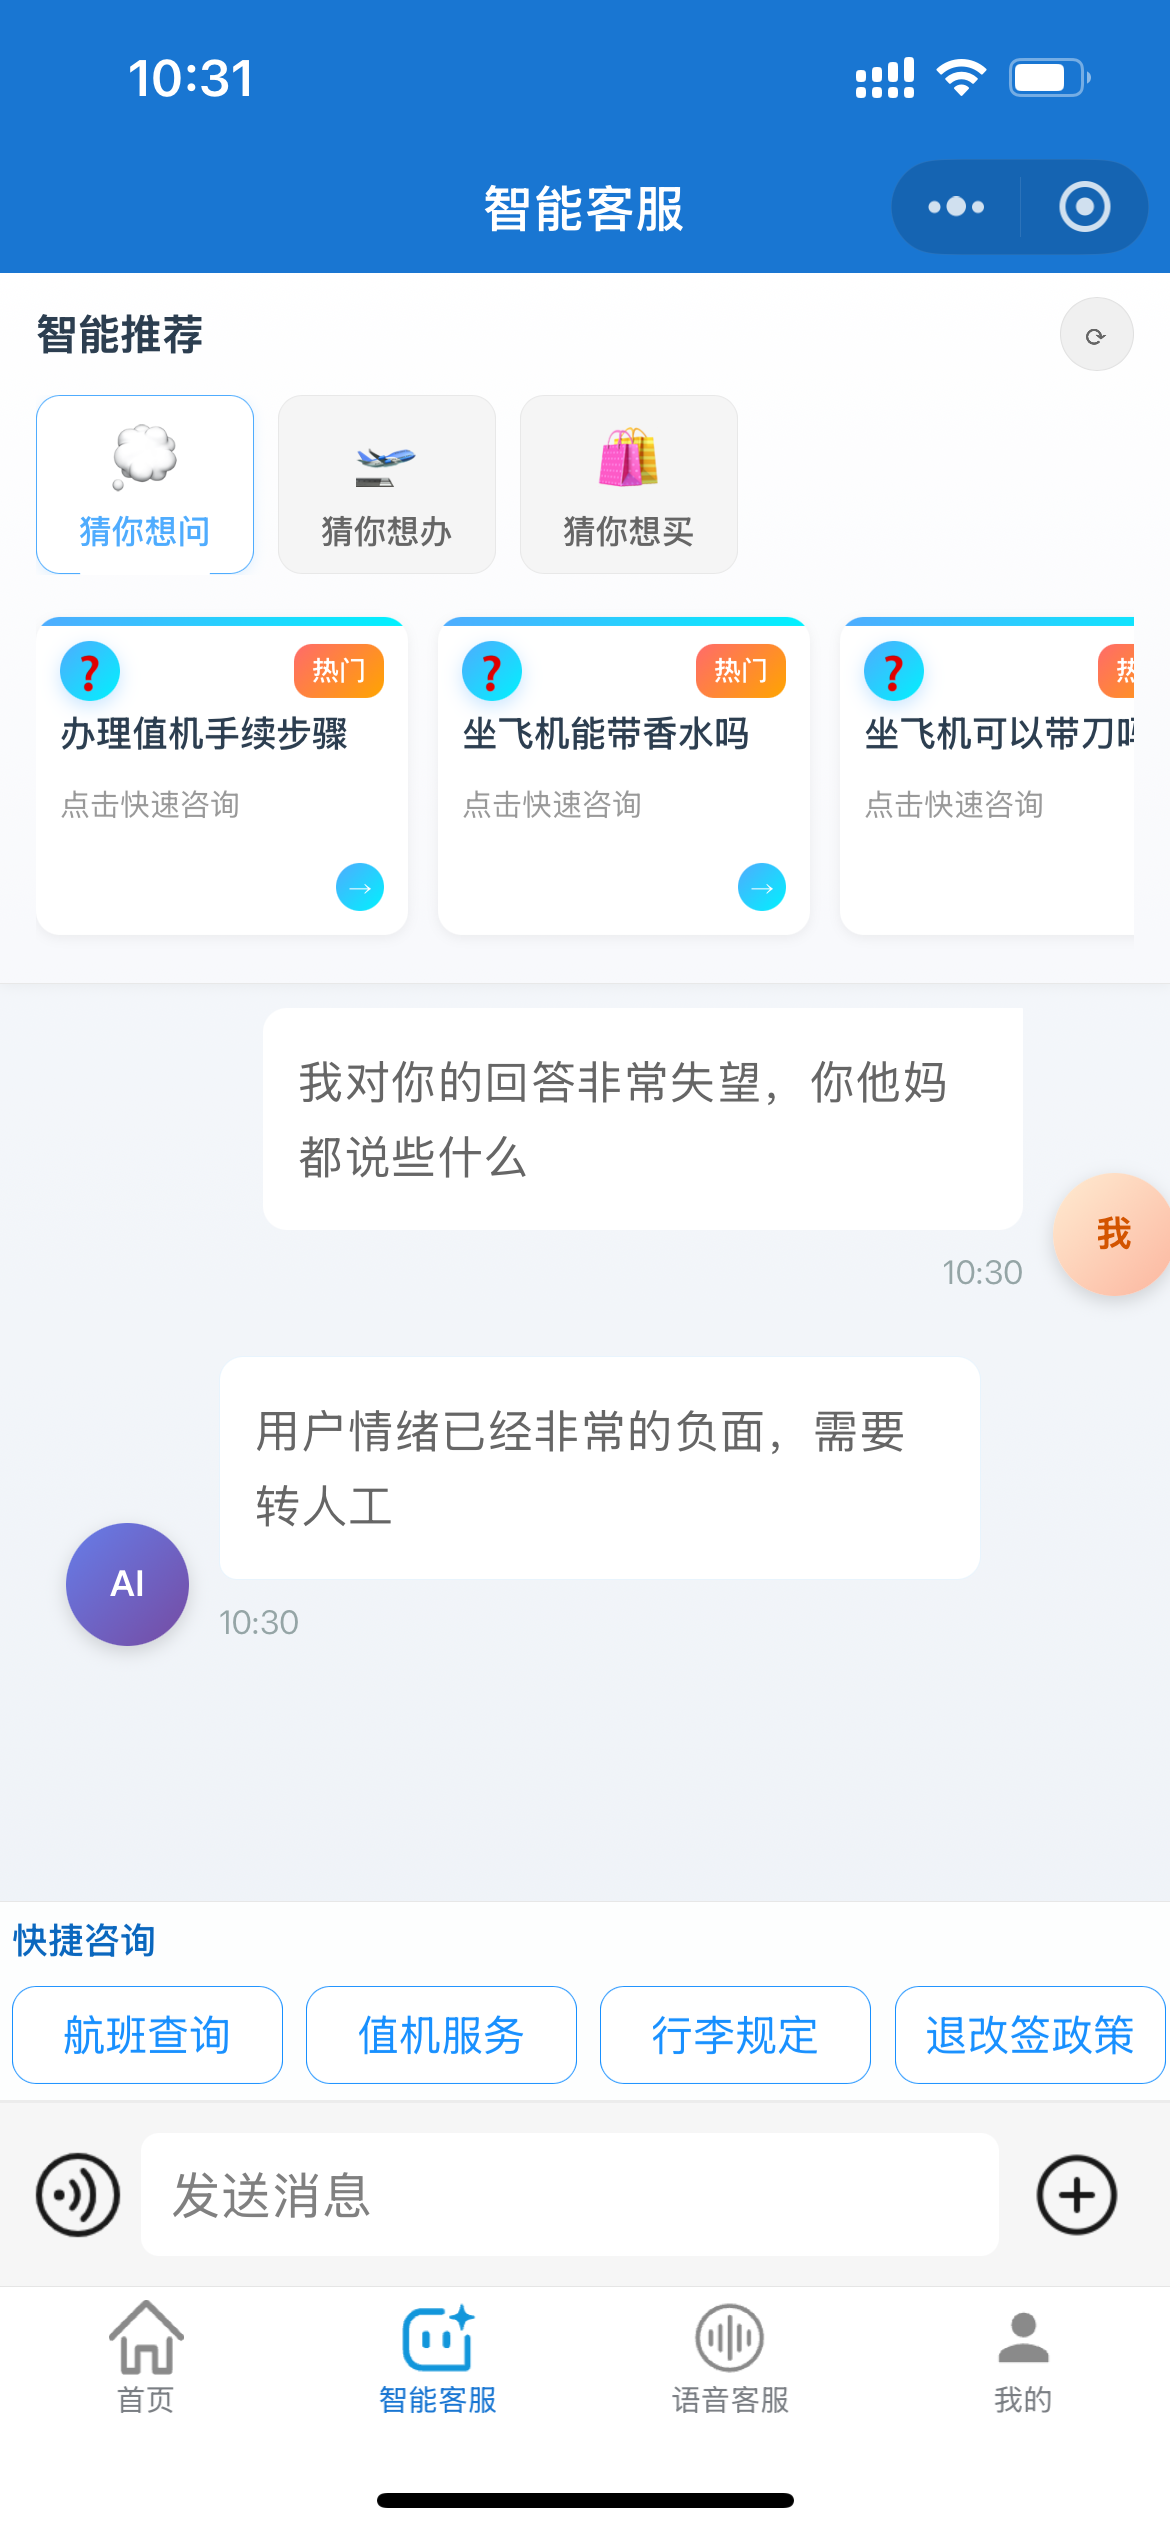 10:31
智能客服
智能推荐
猜你想问
猜你想办
猜你想买
热门
办理值机手续步骤
点击快速咨询
热门
坐飞机能带香水吗
点击快速咨询
热
坐飞机可以带刀吗
点击快速咨询
我对你的回答非常失望，你他妈
都说些什么
我
10:30
用户情绪已经非常的负面，需要
转人工
AI
10:30
快捷咨询
航班查询
值机服务
行李规定
退改签政策
发送消息
首页
智能客服
语音客服
我的